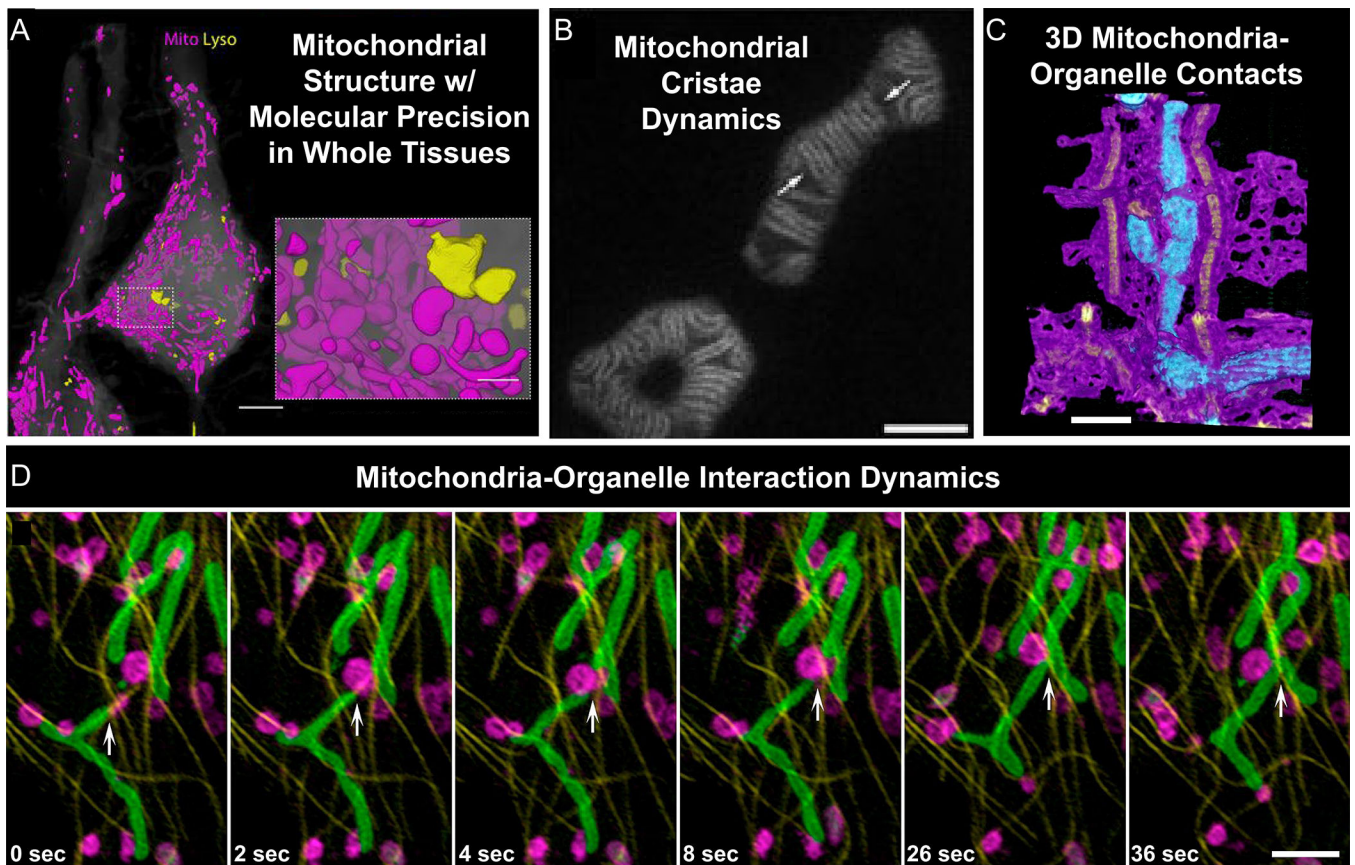 A
Mito Lyso
Mitochondrial
Structure w/
Molecular Precision
in Whole Tissues
B
Mitochondrial
Cristae
Dynamics
C
3D Mitochondria-
Organelle Contacts
D
Mitochondria-Organelle Interaction Dynamics
0 sec
2 sec
4 sec
8 sec
26 sec
36 sec